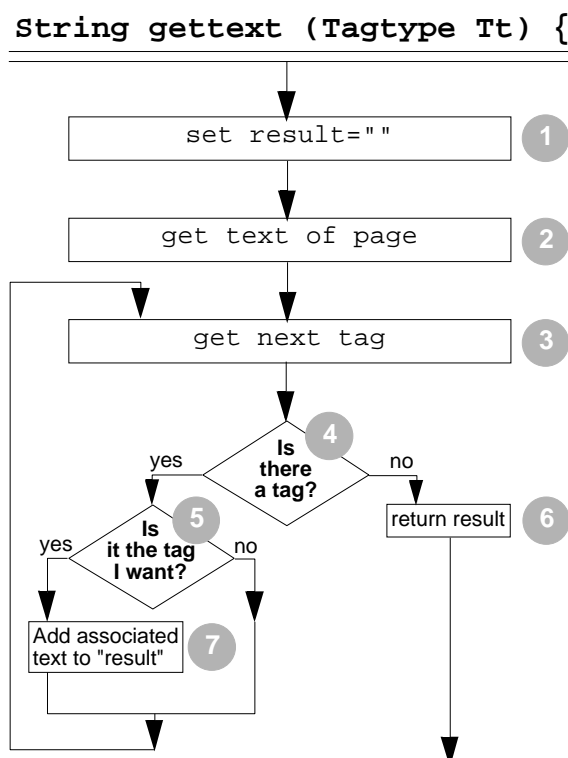 String gettext (Tagtype Tt) {
set result=""
1
get text of page
2
get next tag
3
4
Is
there
a tag?
yes
no
5
Is
it the tag
I want?
yes
no
return result
6
Add associated
text to "result"
7